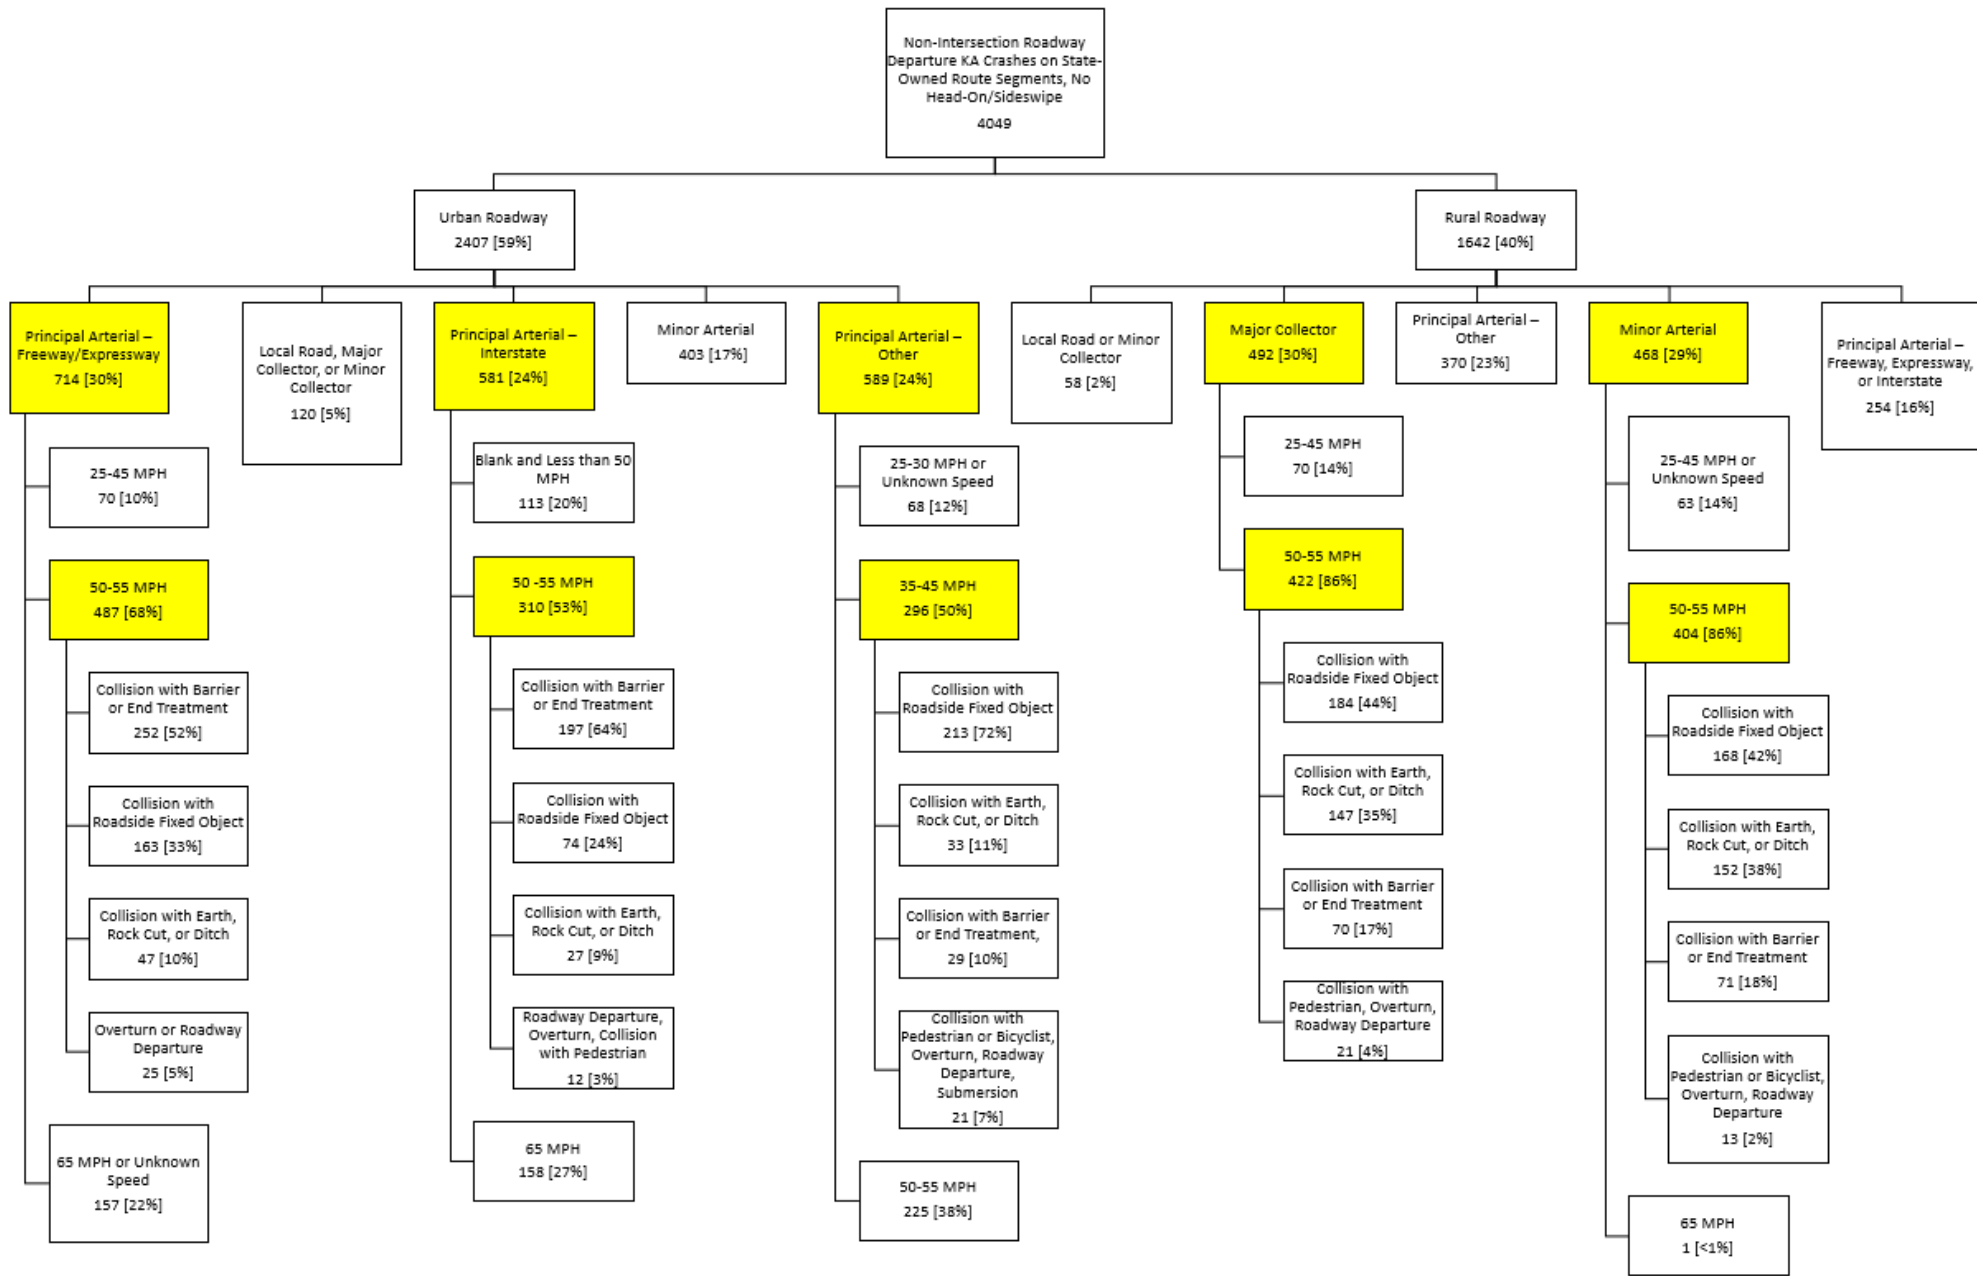 Non-Intersection Roadway
Departure KA Crashes on State-
Owned Route Segments, No
Head-On/Sideswipe
4049
Urban Roadway
2407 [59%]
Rural Roadway
1642 [40%]
Principal Arterial –
Freeway/Expressway
714 [30%]
Local Road, Major
Collector, or Minor
Collector
120 [5%]
Principal Arterial –
Interstate
581 [24%]
Minor Arterial
403 [17%]
Principal Arterial –
Other
589 [24%]
Local Road or Minor
Collector
58 [2%]
Major Collector
492 [30%]
Principal Arterial –
Other
370 [23%]
Minor Arterial
468 [29%]
Principal Arterial –
Freeway, Expressway,
or Interstate
254 [16%]
25-45 MPH
70 [10%]
50-55 MPH
487 [68%]
Collision with Barrier
or End Treatment
252 [52%]
Collision with
Roadside Fixed Object
163 [33%]
Collision with Earth,
Rock Cut, or Ditch
47 [10%]
Overturn or Roadway
Departure
25 [5%]
65 MPH or Unknown
Speed
157 [22%]
Blank and Less than 50
MPH
113 [20%]
50 -55 MPH
310 [53%]
Collision with Barrier
or End Treatment
197 [64%]
Collision with
Roadside Fixed Object
74 [24%]
Collision with Earth,
Rock Cut, or Ditch
27 [9%]
Roadway Departure,
Overturn, Collision
with Pedestrian
12 [3%]
65 MPH
158 [27%]
25-30 MPH or
Unknown Speed
68 [12%]
35-45 MPH
296 [50%]
Collision with
Roadside Fixed Object
213 [72%]
Collision with Earth,
Rock Cut, or Ditch
33 [11%]
Collision with Barrier
or End Treatment,
29 [10%]
Collision with
Pedestrian or Bicyclist,
Overturn, Roadway
Departure,
Submersion
21 [7%]
50-55 MPH
225 [38%]
25-45 MPH
70 [14%]
50-55 MPH
422 [86%]
Collision with
Roadside Fixed Object
184 [44%]
Collision with Earth,
Rock Cut, or Ditch
147 [35%]
Collision with Barrier
or End Treatment
70 [17%]
Collision with
Pedestrian, Overturn,
Roadway Departure
21 [4%]
25-45 MPH or
Unknown Speed
63 [14%]
50-55 MPH
404 [86%]
Collision with
Roadside Fixed Object
168 [42%]
Collision with Earth,
Rock Cut, or Ditch
152 [38%]
Collision with Barrier
or End Treatment
71 [18%]
Collision with
Pedestrian or Bicyclist,
Overturn, Roadway
Departure
13 [2%]
65 MPH
1 [<1%]